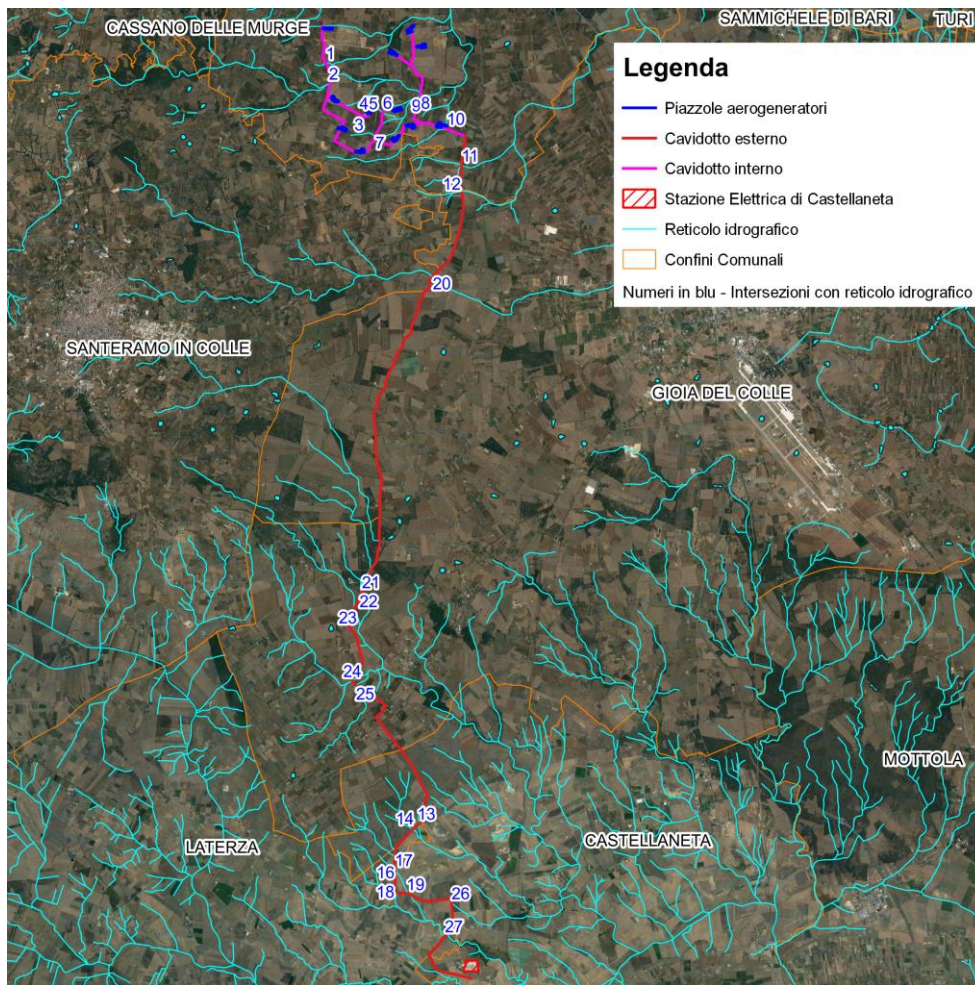 CASSANO DELLE MURGE
SAMMICHELE DI BARI
TURI
Legenda
Piazzole aerogeneratori
Cavidotto esterno
Cavidotto interno
Stazione Elettrica di Castellaneta
Reticolo idrografico
Confini Comunali
Numeri in blu - Intersezioni con reticolo idrografico
1
2
45
6
98
3
10
7
11
12
20
SANTERAMO IN COLLE
GIOIA DEL COLLE
21
22
23
24
25
MOTTOLA
14
13
LATERZA
CASTELLANETA
17
16
18
19
26
27